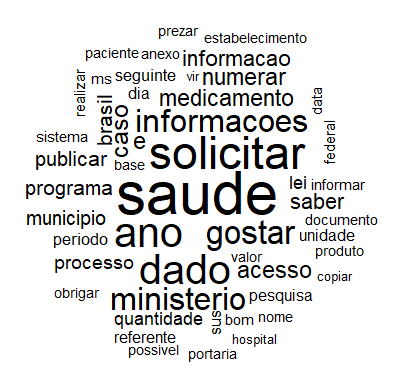 prezar
estabelecimento
paciente anexo informacao
realizar ms seguinte vir numerar
dia medicamento data
brasil caso e informacoes federal
sistema
publicar base solicitar
programa saude lei informar
saber
municipio ano gostar documento
periodo unidade
processo dado valor acesso produto
copiar
obrigar ministerio pesquisa
quantidade sus bom nome
referente hospital
possivel portaria